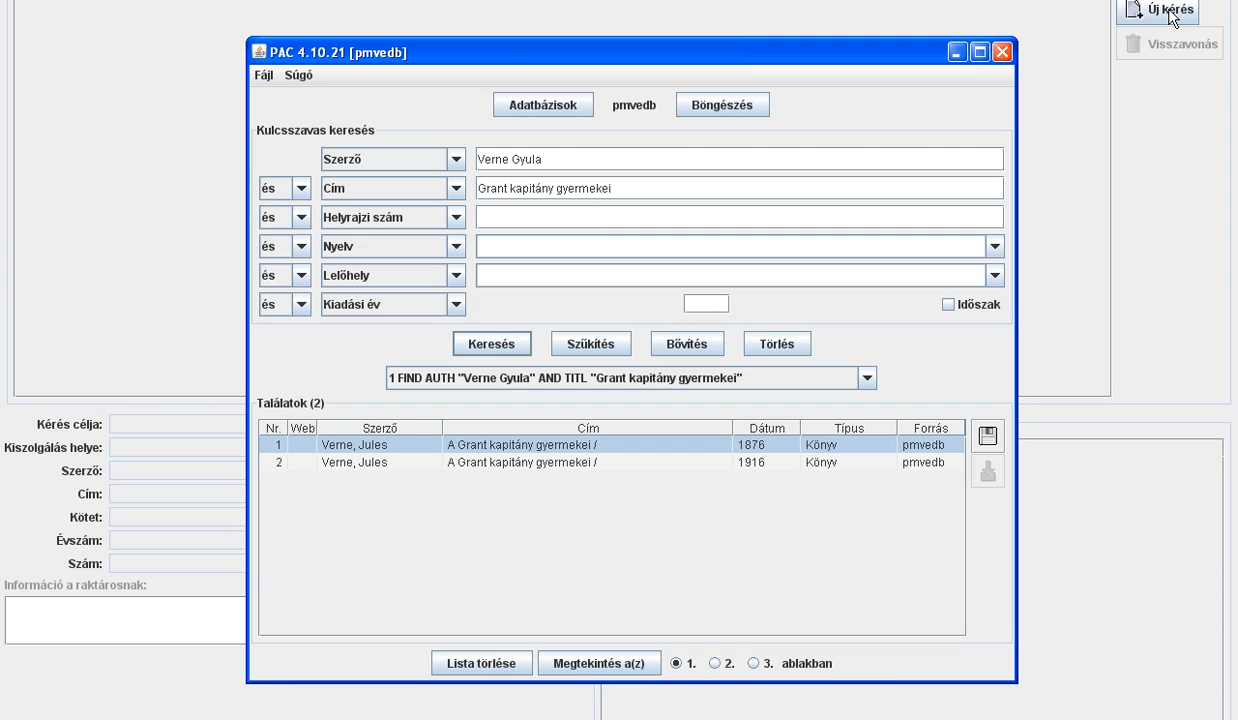 Új kérés
Visszavonás
PAC 4.10.21 [pmvedb]
Fájl Súgó
Adatbázisok pmvedb Böngészés
Kulcsszavas keresés
Szerző Verne Gyula
és Cím Grant kapitány gyermekei
és Helyrajzi szám
és Nyelv
és Lelőhely
és Kiadási év Időszak
Keresés Szűkítés Bővítés Törlés
1 FIND AUTH "Verne Gyula" AND TITL "Grant kapitány gyermekei"
Találatok (2)
Nr. Web Szerző Cím Dátum Típus Forrás
1 Verne, Jules A Grant kapitány gyermekei / 1876 Könyv pmvedb
2 Verne, Jules A Grant kapitány gyermekei / 1916 Könyv pmvedb
Lista törlése Megtekintés a(z) 1. 2. 3. ablakban
Kérés célja:
Kiszolgálás helye:
Szerző:
Cím:
Kötet:
Évszám:
Szám:
Információ a raktárosnak: